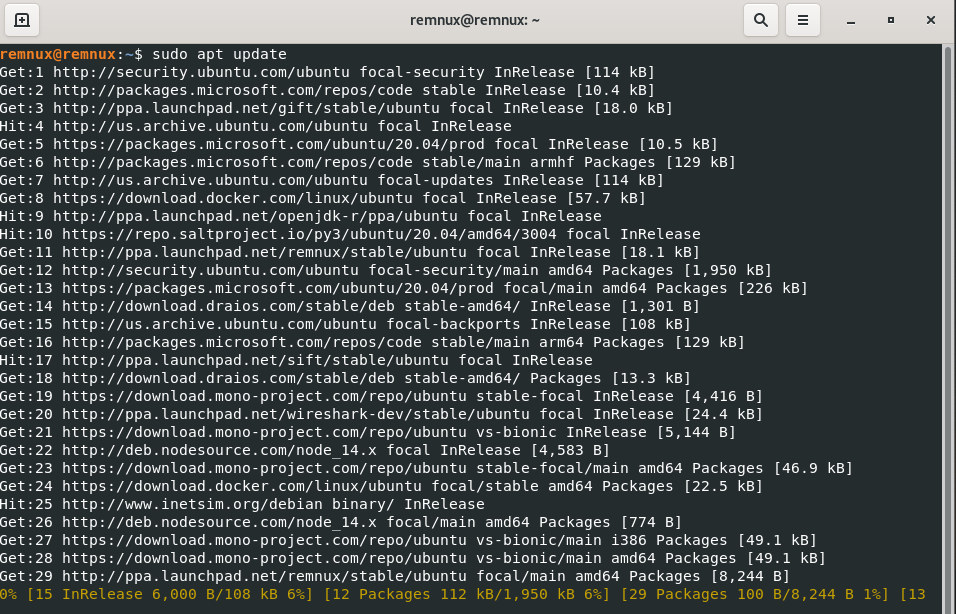 remnux@remnux: ~
remnux@remnux:~$ sudo apt update
Get:1 http://security.ubuntu.com/ubuntu focal-security InRelease [114 kB]
Get:2 http://packages.microsoft.com/repos/code stable InRelease [10.4 kB]
Get:3 http://ppa.launchpad.net/gift/stable/ubuntu focal InRelease [18.0 kB]
Hit:4 http://us.archive.ubuntu.com/ubuntu focal InRelease
Get:5 https://packages.microsoft.com/ubuntu/20.04/prod focal InRelease [10.5 kB]
Get:6 http://packages.microsoft.com/repos/code stable/main armhf Packages [129 kB]
Get:7 http://us.archive.ubuntu.com/ubuntu focal-updates InRelease [114 kB]
Get:8 https://download.docker.com/linux/ubuntu focal InRelease [57.7 kB]
Hit:9 http://ppa.launchpad.net/openjdk-r/ppa/ubuntu focal InRelease
Hit:10 https://repo.saltproject.io/py3/ubuntu/20.04/amd64/3004 focal InRelease
Get:11 http://ppa.launchpad.net/remnux/stable/ubuntu focal InRelease [18.1 kB]
Get:12 http://security.ubuntu.com/ubuntu focal-security/main amd64 Packages [1,950 kB]
Get:13 https://packages.microsoft.com/ubuntu/20.04/prod focal/main amd64 Packages [226 kB]
Get:14 http://download.draios.com/stable/deb stable-amd64/ InRelease [1,301 B]
Get:15 http://us.archive.ubuntu.com/ubuntu focal-backports InRelease [108 kB]
Get:16 http://packages.microsoft.com/repos/code stable/main arm64 Packages [129 kB]
Hit:17 http://ppa.launchpad.net/sift/stable/ubuntu focal InRelease
Get:18 http://download.draios.com/stable/deb stable-amd64/ Packages [13.3 kB]
Get:19 https://download.mono-project.com/repo/ubuntu stable-focal InRelease [4,416 B]
Get:20 http://ppa.launchpad.net/wireshark-dev/stable/ubuntu focal InRelease [24.4 kB]
Get:21 https://download.mono-project.com/repo/ubuntu vs-bionic InRelease [5,144 B]
Get:22 http://deb.nodesource.com/node_14.x focal InRelease [4,583 B]
Get:23 https://download.mono-project.com/repo/ubuntu stable-focal/main amd64 Packages [46.9 kB]
Get:24 https://download.docker.com/linux/ubuntu focal/stable amd64 Packages [22.5 kB]
Hit:25 http://www.inetsim.org/debian binary/ InRelease
Get:26 http://deb.nodesource.com/node_14.x focal/main amd64 Packages [774 B]
Get:27 https://download.mono-project.com/repo/ubuntu vs-bionic/main i386 Packages [49.1 kB]
Get:28 https://download.mono-project.com/repo/ubuntu vs-bionic/main amd64 Packages [49.1 kB]
Get:29 http://ppa.launchpad.net/remnux/stable/ubuntu focal/main amd64 Packages [8,244 B]
0% [15 InRelease 6,000 B/108 kB 6%] [12 Packages 112 kB/1,950 kB 6%] [29 Packages 100 B/8,244 B 1%] [13